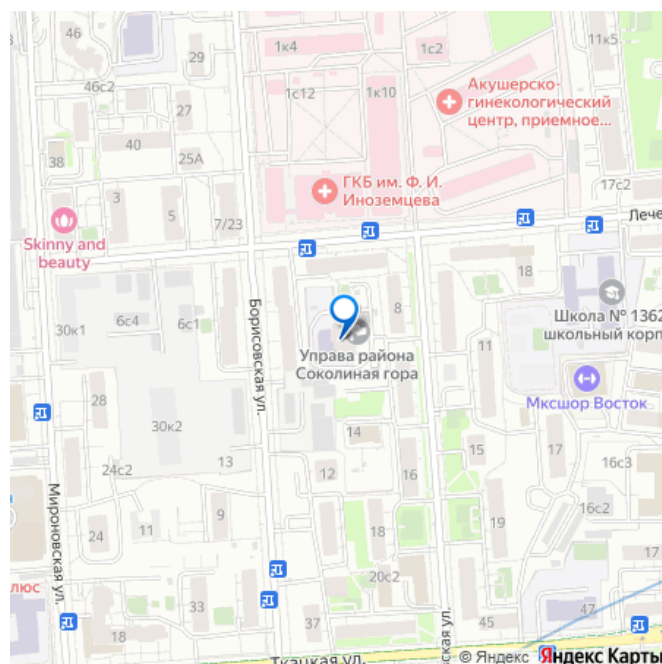 46
29
1к4
1с2
11к5
46с2
1с12
1к10
Акушерско-
гинекологический
центр, приемное...
27
40
25А
38
3
5
7/23
ГКБ им. Ф. И.
Иноземцева
17с2
Skinny and
beauty
Лече
18
30к1
6с4
6с1
8
Школа № 1362
школьный корп
Борисовская ул.
Управа района
Соколиная гора
11
Мксшор Восток
28
30к2
14
24с2
13
12
16
15
17
16с3
Мироновская ул.
24
11
9
18
19
16с2
люс
33
20с2
17
18
37
45
47
ская ул.
Ткацкая ул.
© Яндекс
Яндекс Карты